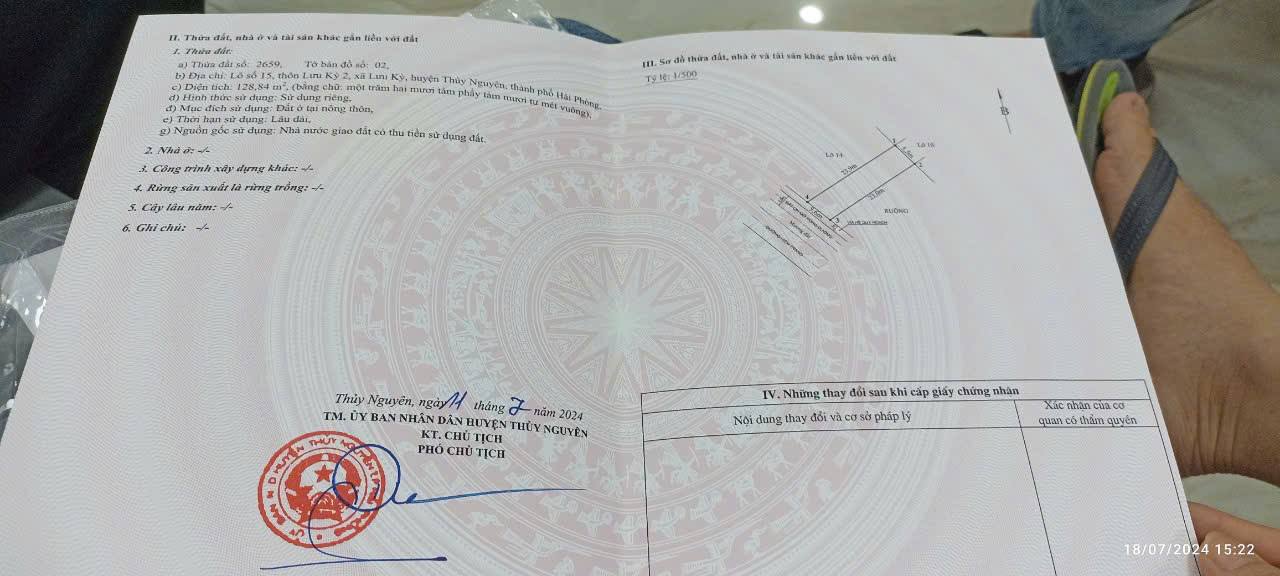 II. Thửa đất, nhà ở và tài sản khác gắn liền với đất
1. Thửa đất:
a) Thửa đất số: 2659, Tờ bản đồ số: 02,
b) Địa chỉ: Lô số 15, thôn Lưu Kỳ 2, xã Lưu Kỳ, huyện Thủy Nguyên, thành phố Hải Phòng,
c) Diện tích: 128,84 m², (bằng chữ: một trăm hai mươi tám phẩy tám mươi tư mét vuông),
d) Hình thức sử dụng: Sử dụng riêng,
đ) Mục đích sử dụng: Đất ở tại nông thôn,
e) Thời hạn sử dụng: Lâu dài,
g) Nguồn gốc sử dụng: Nhà nước giao đất có thu tiền sử dụng đất.
2. Nhà ở: -/-
3. Công trình xây dựng khác: -/-
4. Rừng sản xuất là rừng trồng: -/-
5. Cây lâu năm: -/-
6. Ghi chú: -/-
Thủy Nguyên, ngày 11 tháng 7 năm 2024
TM. ỦY BAN NHÂN DÂN HUYỆN THỦY NGUYÊN
KT. CHỦ TỊCH
PHÓ CHỦ TỊCH
III. Sơ đồ thửa đất, nhà ở và tài sản khác gắn liền với đất
Tỷ lệ: 1/500
B
Lô 14
Lô 16
5.6m
23.0m
23.0m
5.6m
RUỘNG
Mương đất
IV. Những thay đổi sau khi cấp giấy chứng nhận
Nội dung thay đổi và cơ sở pháp lý
Xác nhận của cơ
quan có thẩm quyền
18/07/2024 15:22